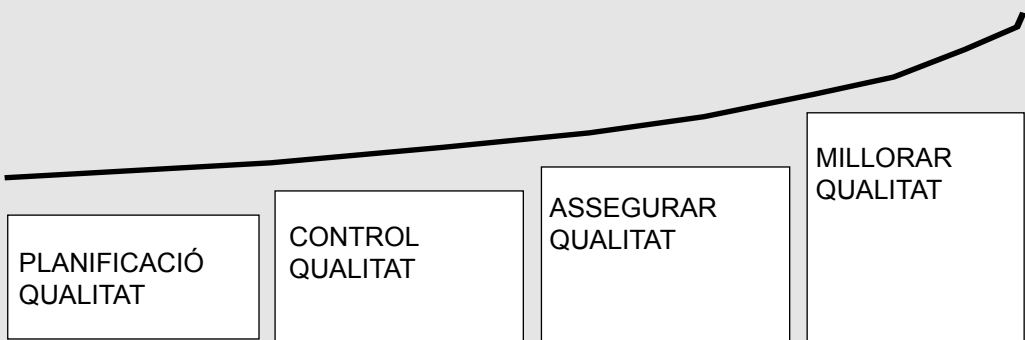 PLANIFICACIÓ
QUALITAT
CONTROL
QUALITAT
ASSEGURAR
QUALITAT
MILLORAR
QUALITAT